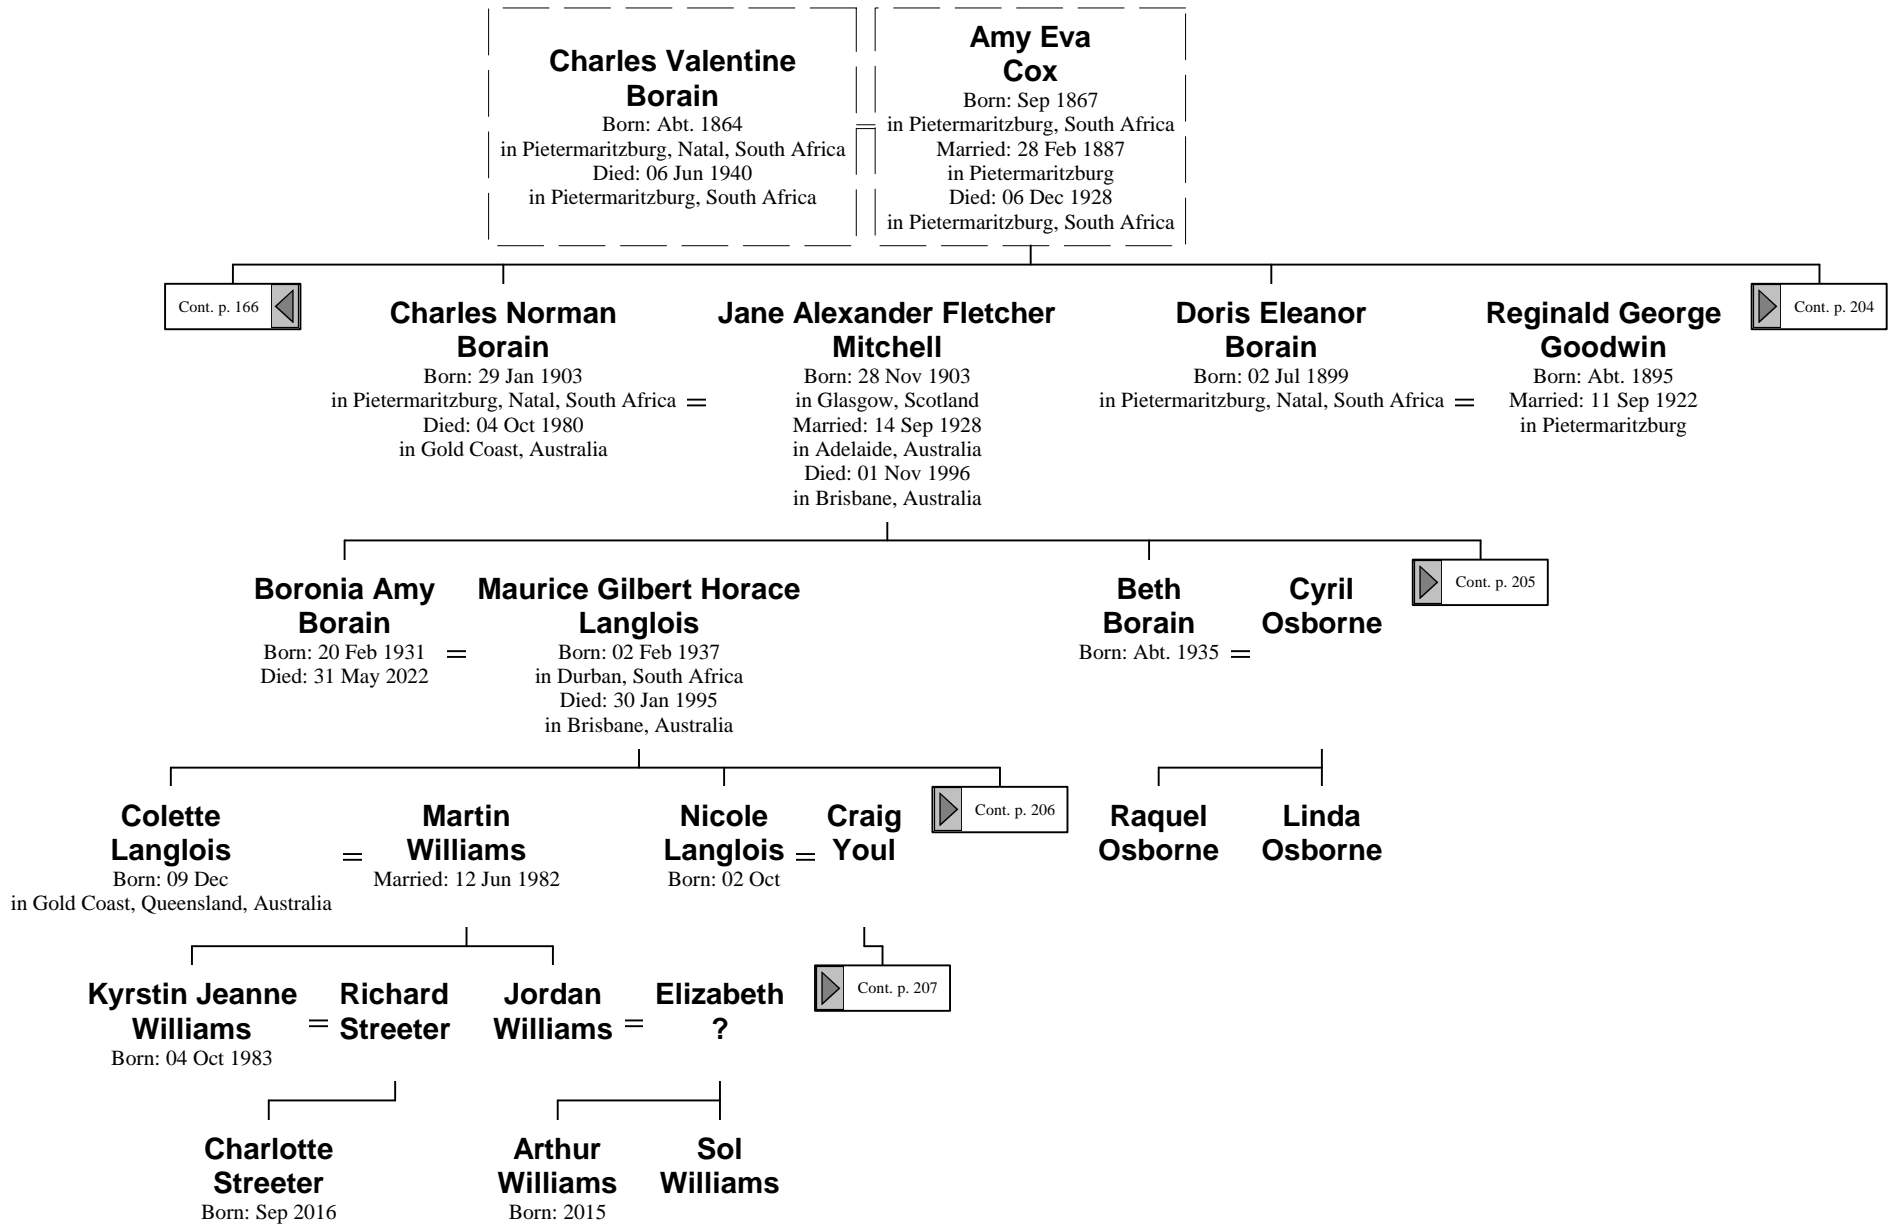 Charles Valentine
Borain
Born: Abt. 1864
in Pietermaritzburg, Natal, South Africa
Died: 06 Jun 1940
in Pietermaritzburg, South Africa
=
Amy Eva
Cox
Born: Sep 1867
in Pietermaritzburg, South Africa
Married: 28 Feb 1887
in Pietermaritzburg
Died: 06 Dec 1928
in Pietermaritzburg, South Africa
Cont. p. 166
Charles Norman
Borain
Born: 29 Jan 1903
in Pietermaritzburg, Natal, South Africa
Died: 04 Oct 1980
in Gold Coast, Australia
=
Jane Alexander Fletcher
Mitchell
Born: 28 Nov 1903
in Glasgow, Scotland
Married: 14 Sep 1928
in Adelaide, Australia
Died: 01 Nov 1996
in Brisbane, Australia
Doris Eleanor
Borain
Born: 02 Jul 1899
in Pietermaritzburg, Natal, South Africa
=
Reginald George
Goodwin
Born: Abt. 1895
Married: 11 Sep 1922
in Pietermaritzburg
Cont. p. 204
Boronia Amy
Borain
Born: 20 Feb 1931
Died: 31 May 2022
=
Maurice Gilbert Horace
Langlois
Born: 02 Feb 1937
in Durban, South Africa
Died: 30 Jan 1995
in Brisbane, Australia
Beth
Borain
Born: Abt. 1935
=
Cyril
Osborne
Cont. p. 205
Colette
Langlois
Born: 09 Dec
in Gold Coast, Queensland, Australia
=
Martin
Williams
Married: 12 Jun 1982
Nicole
Langlois
Born: 02 Oct
=
Craig
Youl
Cont. p. 206
Raquel
Osborne
Linda
Osborne
Kyrstin Jeanne
Williams
Born: 04 Oct 1983
=
Richard
Streeter
Jordan
Williams
=
Elizabeth
?
Cont. p. 207
Charlotte
Streeter
Born: Sep 2016
Arthur
Williams
Born: 2015
Sol
Williams